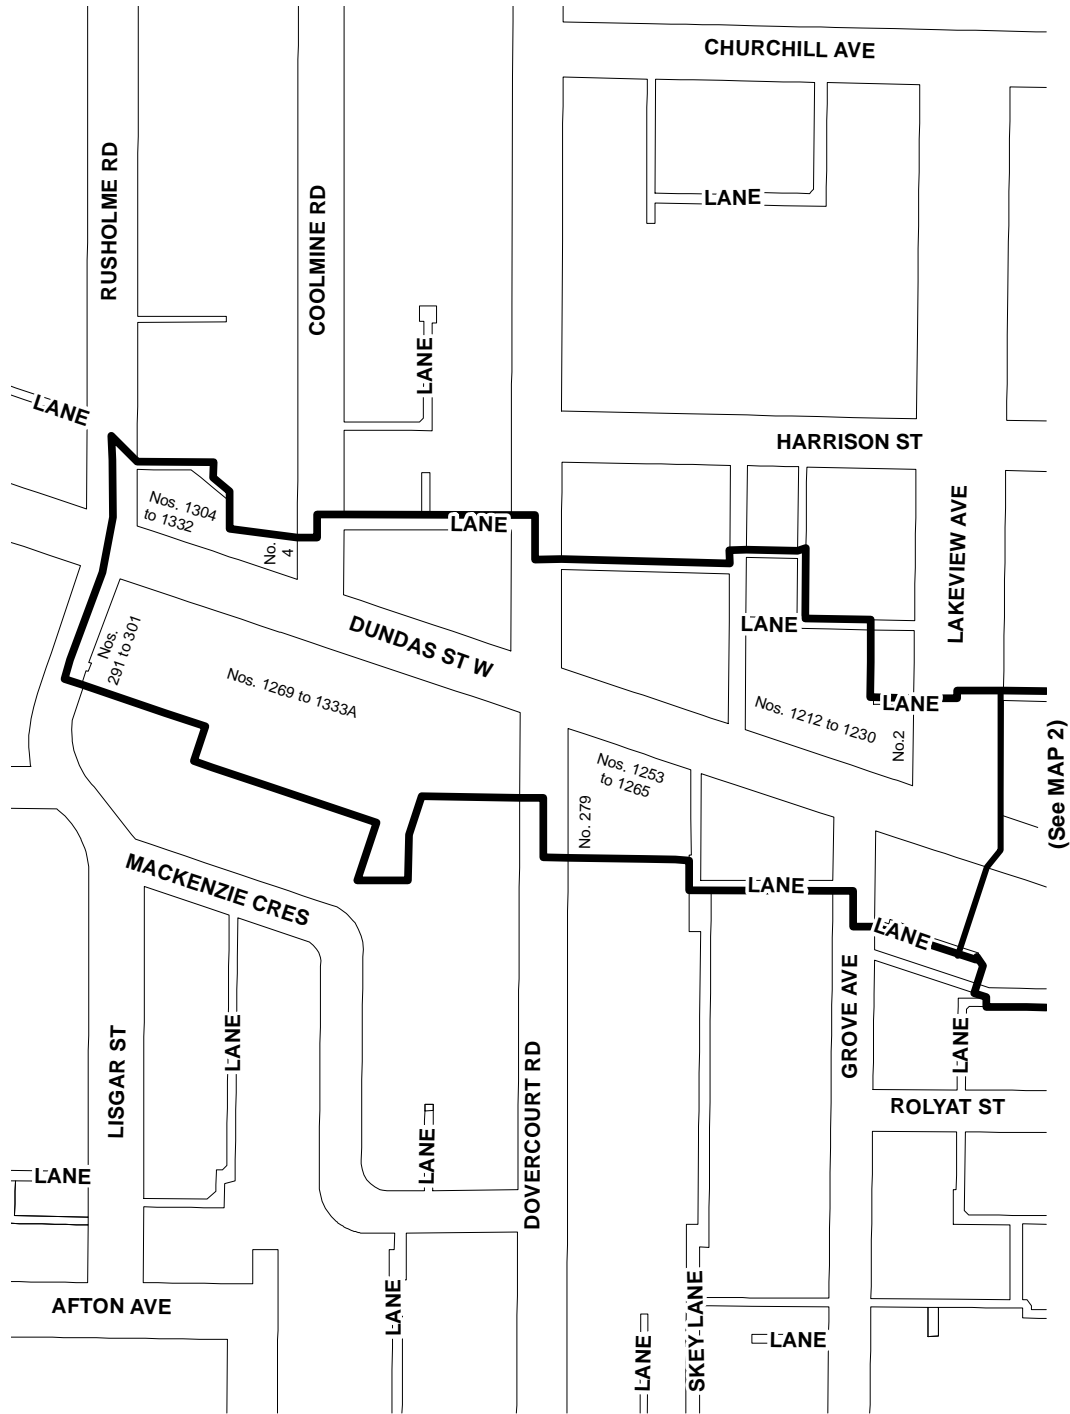 CHURCHILL AVE
RUSHOLME RD
COOLMINE RD
LANE
LANE
LANE
HARRISON ST
LAKEVIEW AVE
Nos. 1304
to 1332
No.
4
LANE
LANE
Nos.
291 to 301
DUNDAS ST W
Nos. 1269 to 1333A
Nos. 1212 to 1230
No.2
LANE
(See MAP 2)
Nos. 1253
to 1265
No. 279
MACKENZIE CRES
LANE
LANE
GROVE AVE
LANE
LANE
LISGAR ST
DOVERCOURT RD
ROLYAT ST
LANE
LANE
AFTON AVE
LANE
SKEY LANE
LANE
LANE